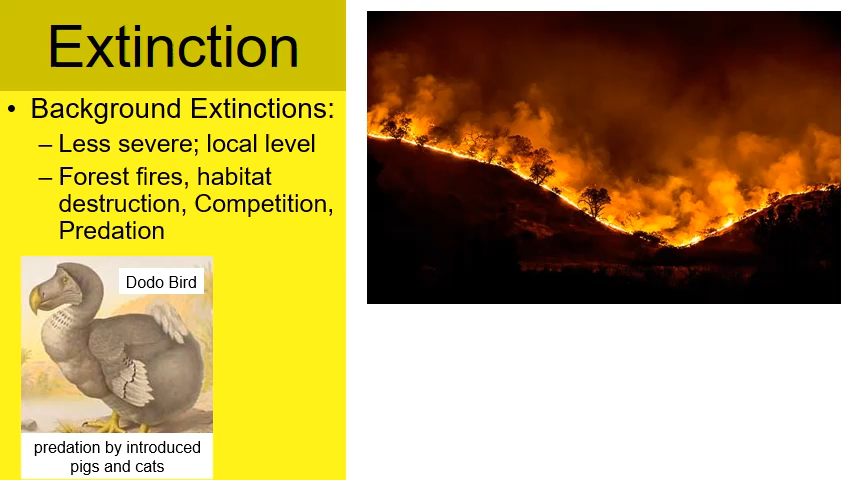 Extinction
• Background Extinctions:
– Less severe; local level
– Forest fires, habitat
destruction, Competition,
Predation
Dodo Bird
predation by introduced
pigs and cats